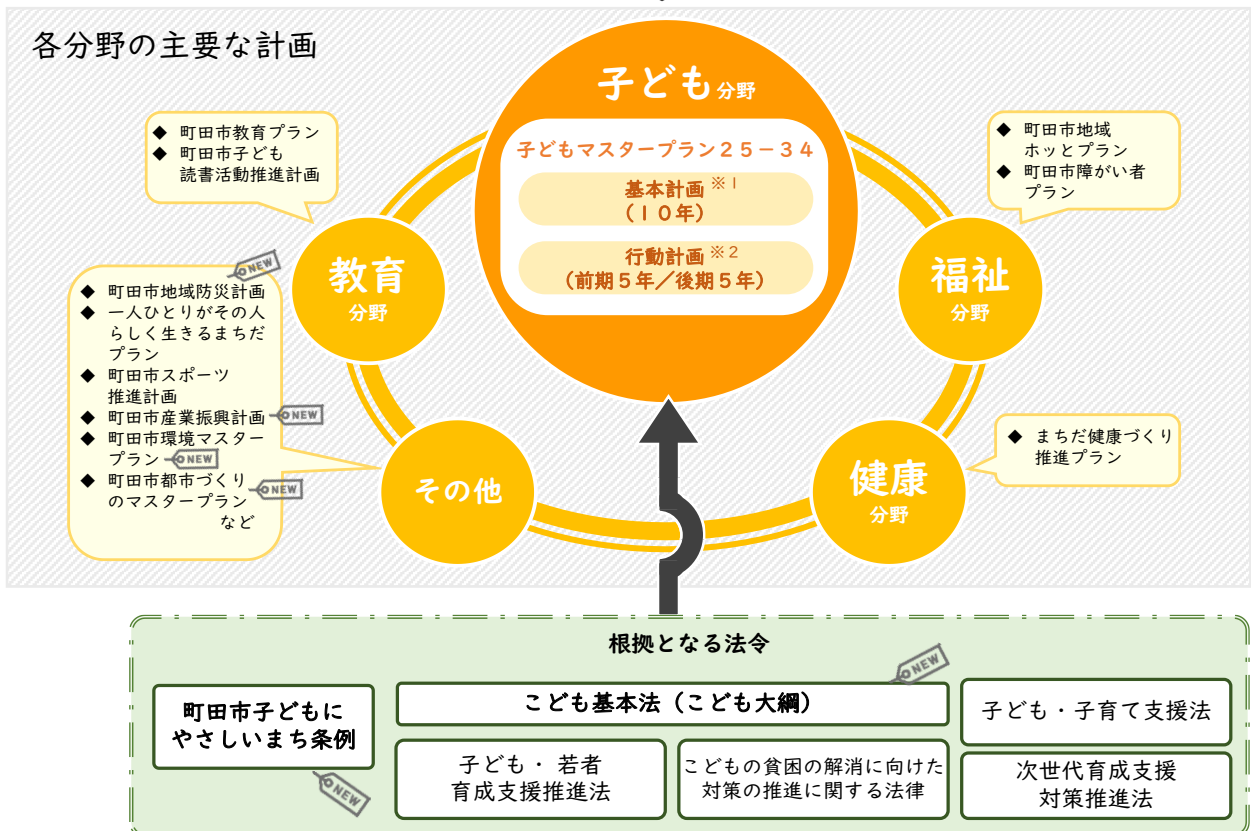 各分野の主要な計画
子ども分野
子どもマスタープラン25-34
基本計画※1
(10年)
行動計画※2
(前期5年/後期5年)
◆ 町田市教育プラン
◆ 町田市子ども
読書活動推進計画
教育
分野
◆ 町田市地域
ホッとプラン
◆ 町田市障がい者
プラン
福祉
分野
NEW
◆ 町田市地域防災計画
◆ 一人ひとりがその人
らしく生きるまちだ
プラン
◆ 町田市スポーツ
推進計画
◆ 町田市産業振興計画 NEW
◆ 町田市環境マスター
プラン NEW
◆ 町田市都市づくり
のマスタープラン NEW
など
その他
◆ まちだ健康づくり
推進プラン
健康
分野
根拠となる法令
町田市子どもに
やさしいまち条例
NEW
NEW
こども基本法(こども大綱)
子ども・ 若者
育成支援推進法
こどもの貧困の解消に向けた
対策の推進に関する法律
子ども・子育て支援法
次世代育成支援
対策推進法